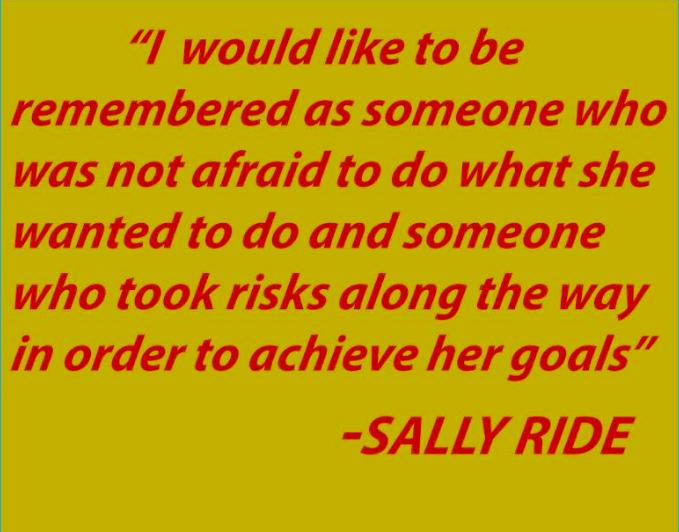 “I would like to be
remembered as someone who
was not afraid to do what she
wanted to do and someone
who took risks along the way
in order to achieve her goals”
-SALLY RIDE